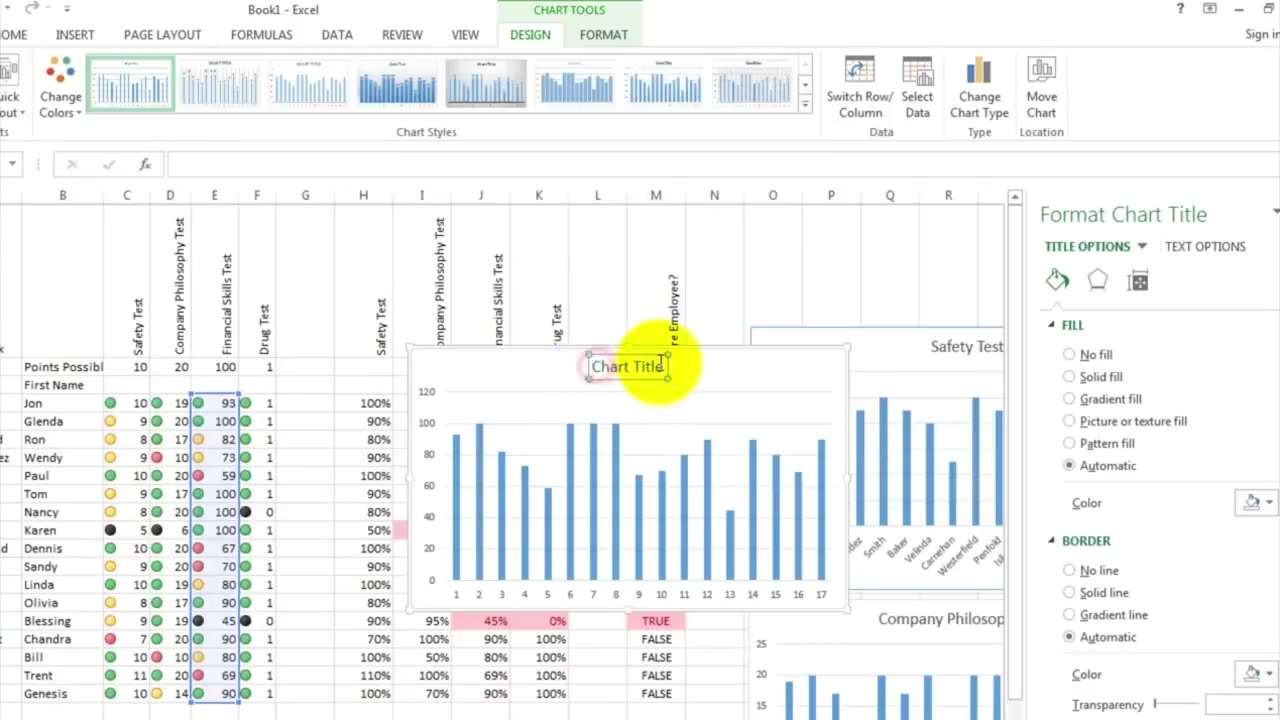 Book1 - Excel
CHART TOOLS
?
OME INSERT PAGE LAYOUT FORMULAS DATA REVIEW VIEW DESIGN FORMAT
Sign in
Change Colors
Switch Row/ Column
Select Data
Change Chart Type
Move Chart
Chart Styles
Data
Type
Location
fx
B C D E F G H I J K L M N O P Q R
Safety Test
Company Philosophy Test
Financial Skills Test
Drug Test
Safety Test
ompany Philosophy Test
nancial Skills Test
ug Test
re Employee?
Points Possibl 10 20 100 1
First Name
Jon 10 19 93 1 100%
Glenda 9 20 100 1 90%
Ron 8 17 82 1 80%
Wendy 9 10 73 1 90%
Paul 10 20 59 1 100%
Tom 9 17 100 1 90%
Nancy 8 20 100 0 80%
Karen 5 6 100 1 50%
Dennis 10 20 67 1 100%
Sandy 9 20 70 1 90%
Linda 10 19 80 1 100%
Olivia 8 17 90 1 80%
Blessing 9 19 45 0 90% 95% 45% 0% TRUE
Chandra 7 20 90 1 70% 100% 90% 100% FALSE
Bill 10 10 80 1 100% 50% 80% 100% FALSE
Trent 11 20 69 1 110% 100% 69% 100% FALSE
Genesis 10 14 90 1 100% 70% 90% 100% FALSE
Chart Title
120
100
80
60
40
20
0
1 2 3 4 5 6 7 8 9 10 11 12 13 14 15 16 17
Safety Test
Smith
Baker
Velinda
Carnehan
Westerfield
Penfold
Company Philosop
25
20
15
Format Chart Title
TITLE OPTIONS TEXT OPTIONS
FILL
No fill
Solid fill
Gradient fill
Picture or texture fill
Pattern fill
Automatic
Color
BORDER
No line
Solid line
Gradient line
Automatic
Color
Transparency